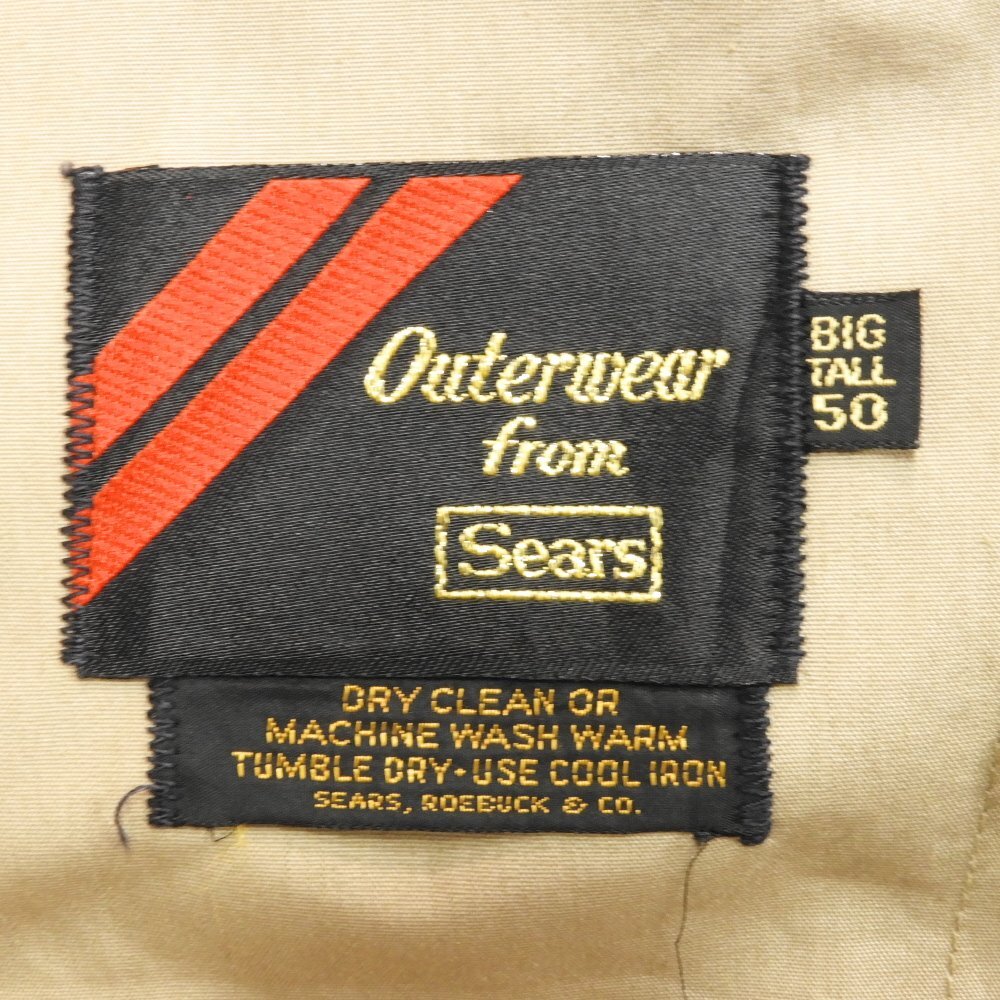 Outerwear
from
Sears
BIG
TALL
50
DRY CLEAN OR
MACHINE WASH WARM
TUMBLE DRY • USE COOL IRON
SEARS, ROEBUCK & CO.